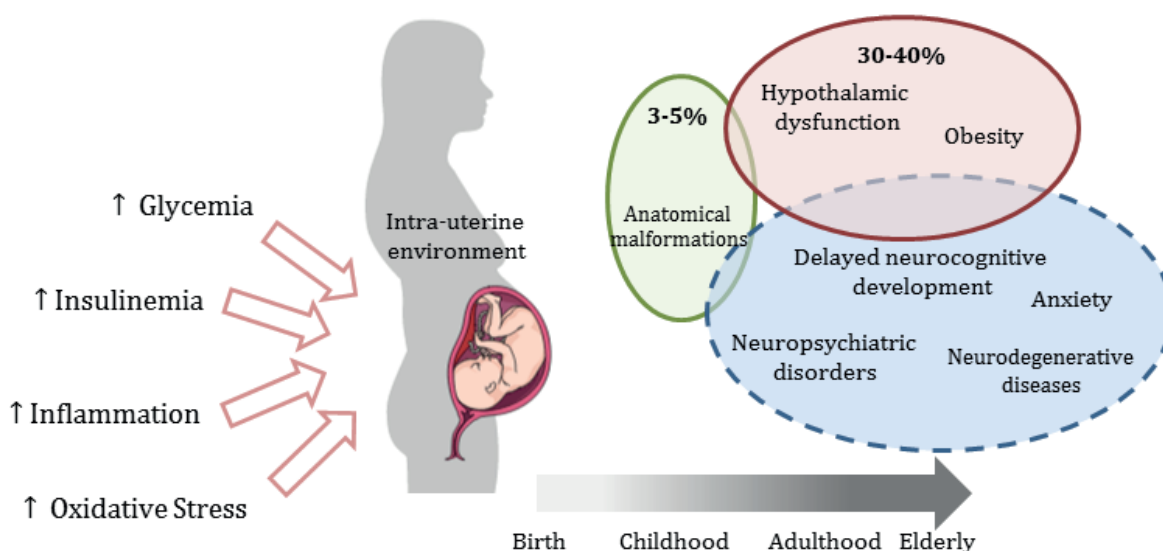 ↑ Glycemia
↑ Insulinemia
↑ Inflammation
↑ Oxidative Stress
Intra-uterine
environment
3-5%
Anatomical
malformations
30-40%
Hypothalamic
dysfunction
Obesity
Delayed neurocognitive
development
Anxiety
Neuropsychiatric
disorders
Neurodegenerative
diseases
Birth
Childhood
Adulthood
Elderly